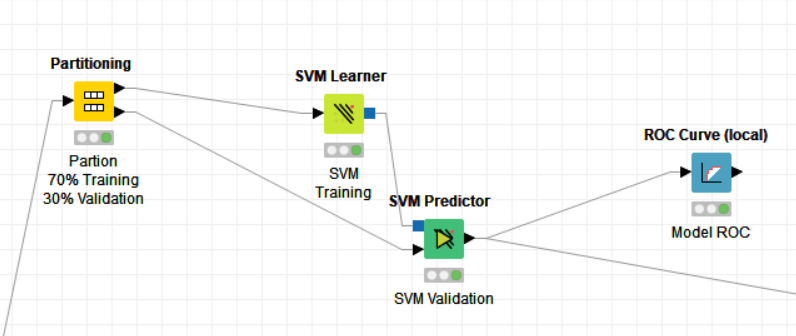 Partitioning
Partion
70% Training
30% Validation
SVM Learner
SVM
Training
SVM Predictor
SVM Validation
ROC Curve (local)
Model ROC